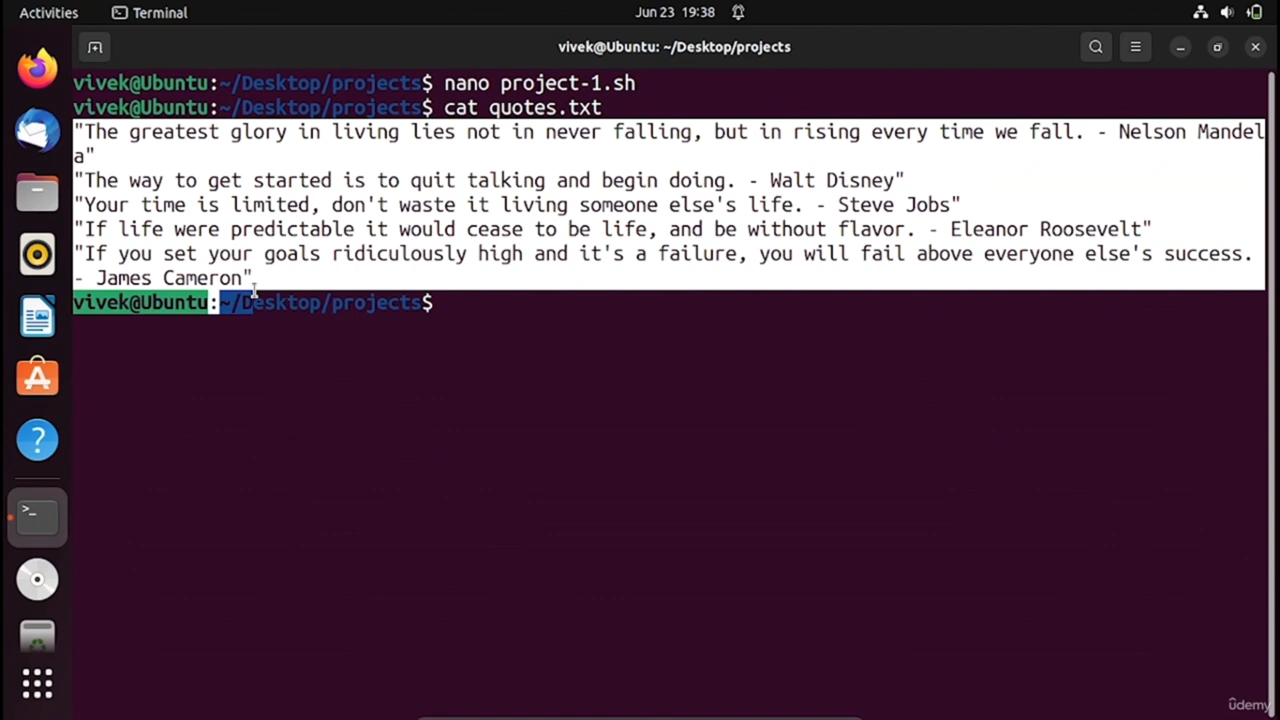 Activities
Terminal
Jun 23 19:38
vivek@Ubuntu: ~/Desktop/projects
vivek@Ubuntu:~/Desktop/projects$ nano project-1.sh
vivek@Ubuntu:~/Desktop/projects$ cat quotes.txt
"The greatest glory in living lies not in never falling, but in rising every time we fall. - Nelson Mandel
a"
"The way to get started is to quit talking and begin doing. - Walt Disney"
"Your time is limited, don't waste it living someone else's life. - Steve Jobs"
"If life were predictable it would cease to be life, and be without flavor. - Eleanor Roosevelt"
"If you set your goals ridiculously high and it's a failure, you will fail above everyone else's success.
- James Cameron"
vivek@Ubuntu:~/Desktop/projects$
ûdemy